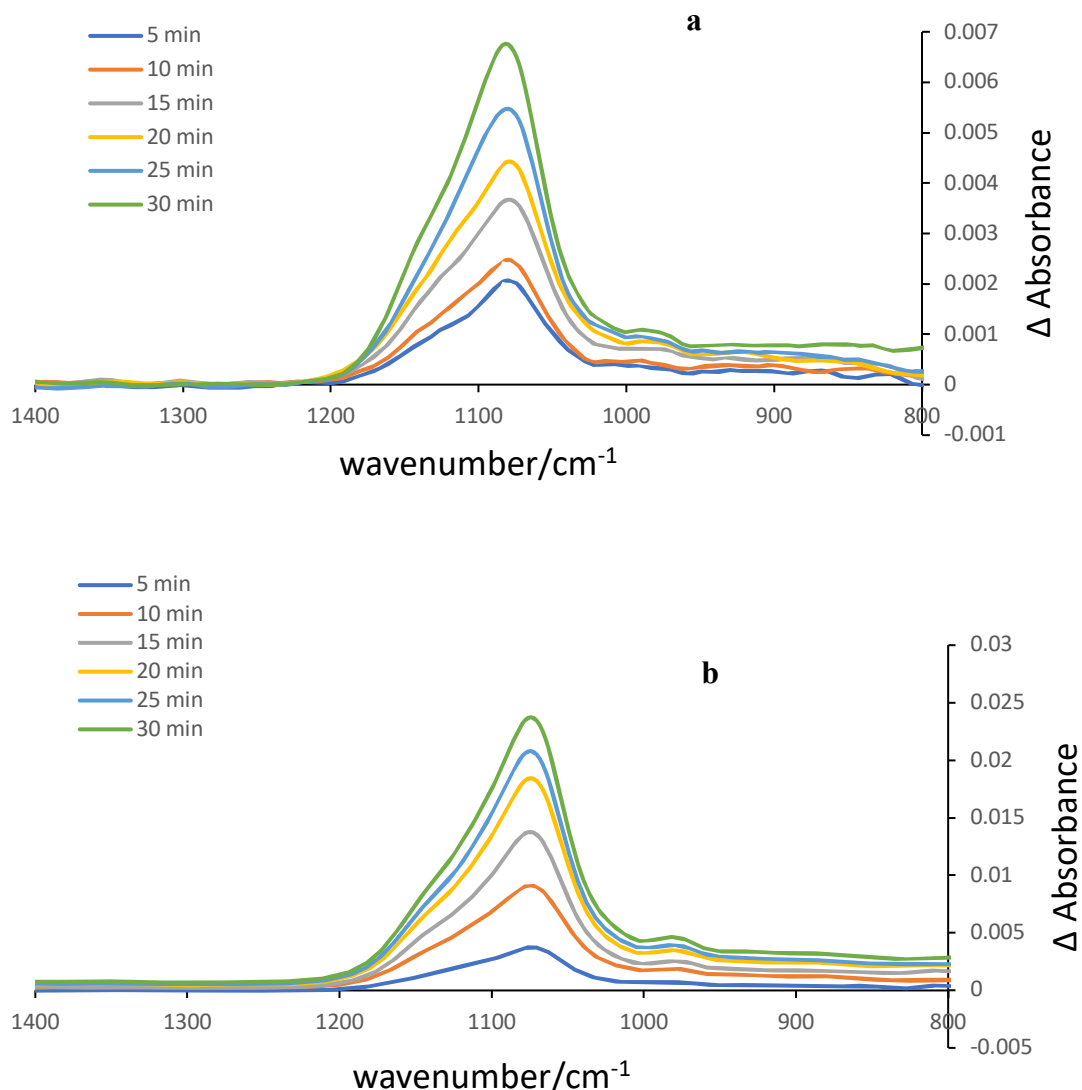 a
5 min
10 min
15 min
20 min
25 min
30 min
0.007
0.006
0.005
0.004
0.003
0.002
0.001
0
-0.001
Δ Absorbance
1400 1300 1200 1100 1000 900 800
wavenumber/cm⁻¹
b
5 min
10 min
15 min
20 min
25 min
30 min
0.03
0.025
0.02
0.015
0.01
0.005
0
-0.005
Δ Absorbance
1400 1300 1200 1100 1000 900 800
wavenumber/cm⁻¹